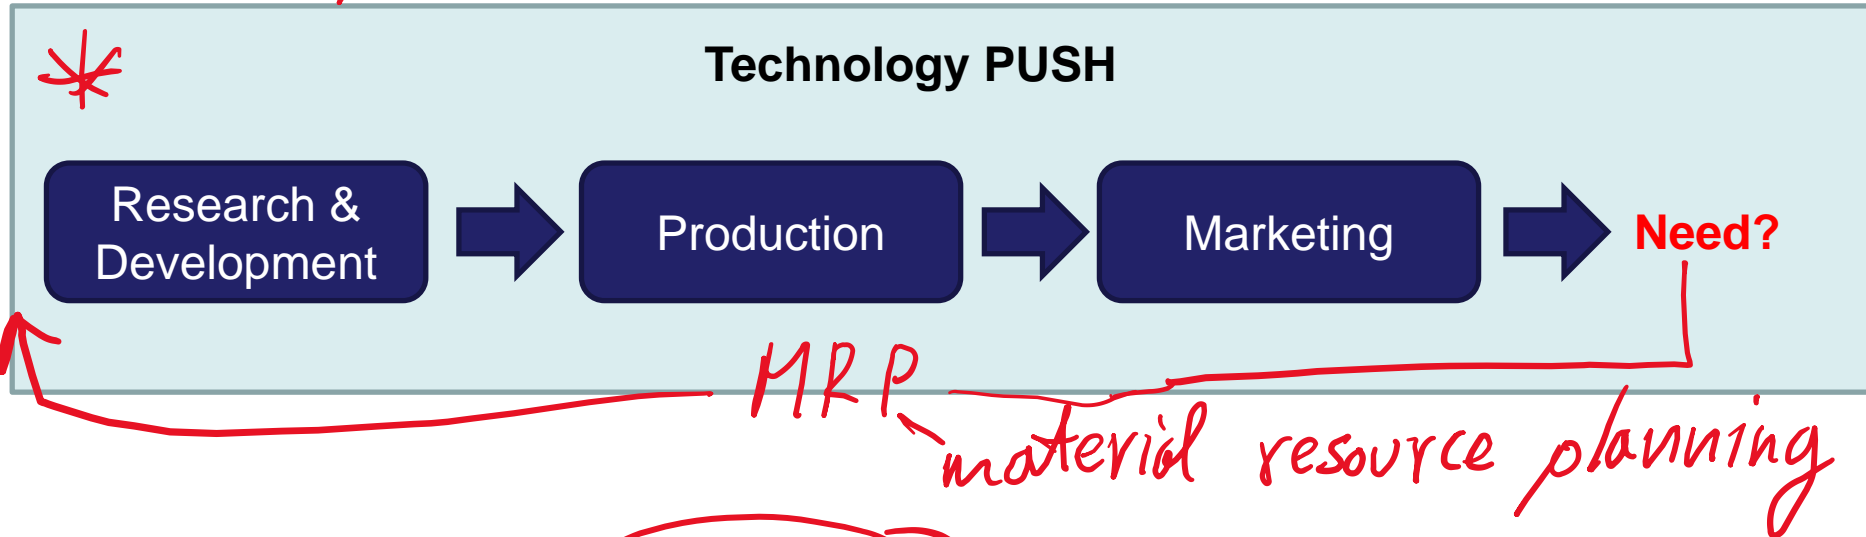 Technology PUSH
Research &
Development
Production
Marketing
Need?
MRP
material resource planning